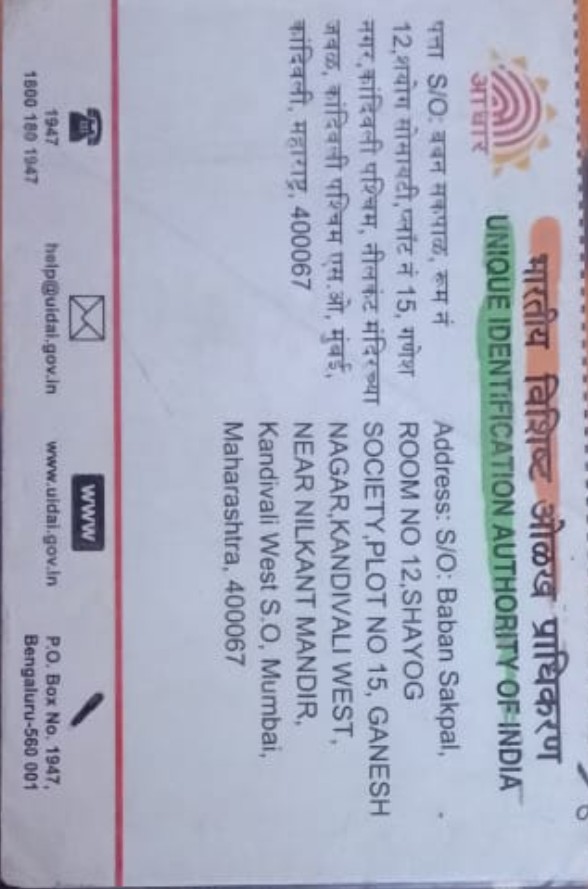 भारतीय विशिष्ट ओळख प्राधिकरण
UNIQUE IDENTIFICATION AUTHORITY OF INDIA
आधार
पत्ता S/O: बबन सकपाळ, रूम नं
12,शयोग सोसायटी,प्लॉट नं 15, गणेश
नगर,कांदिवली पश्चिम, नीलकंट मंदिरच्या
जवळ, कांदिवली पश्चिम एस.ओ, मुंबई,
कांदिवली, महाराष्ट्र, 400067
Address: S/O: Baban Sakpal,
ROOM NO 12,SHAYOG
SOCIETY,PLOT NO 15, GANESH
NAGAR,KANDIVALI WEST,
NEAR NILKANT MANDIR,
Kandivali West S.O, Mumbai,
Maharashtra, 400067
1947
1800 180 1947
help@uidai.gov.in
www
www.uidai.gov.in
P.O. Box No. 1947,
Bengaluru-560 001